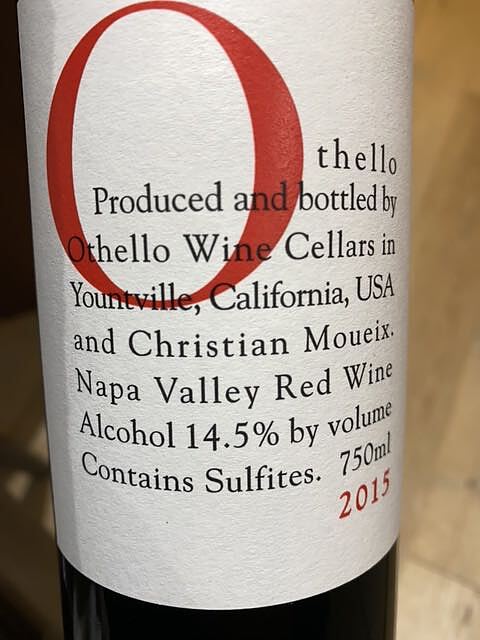 Othello
Produced and bottled by
Othello Wine Cellars in
Yountville, California, USA
and Christian Moueix.
Napa Valley Red Wine
Alcohol 14.5% by volume
Contains Sulfites. 750ml
2015